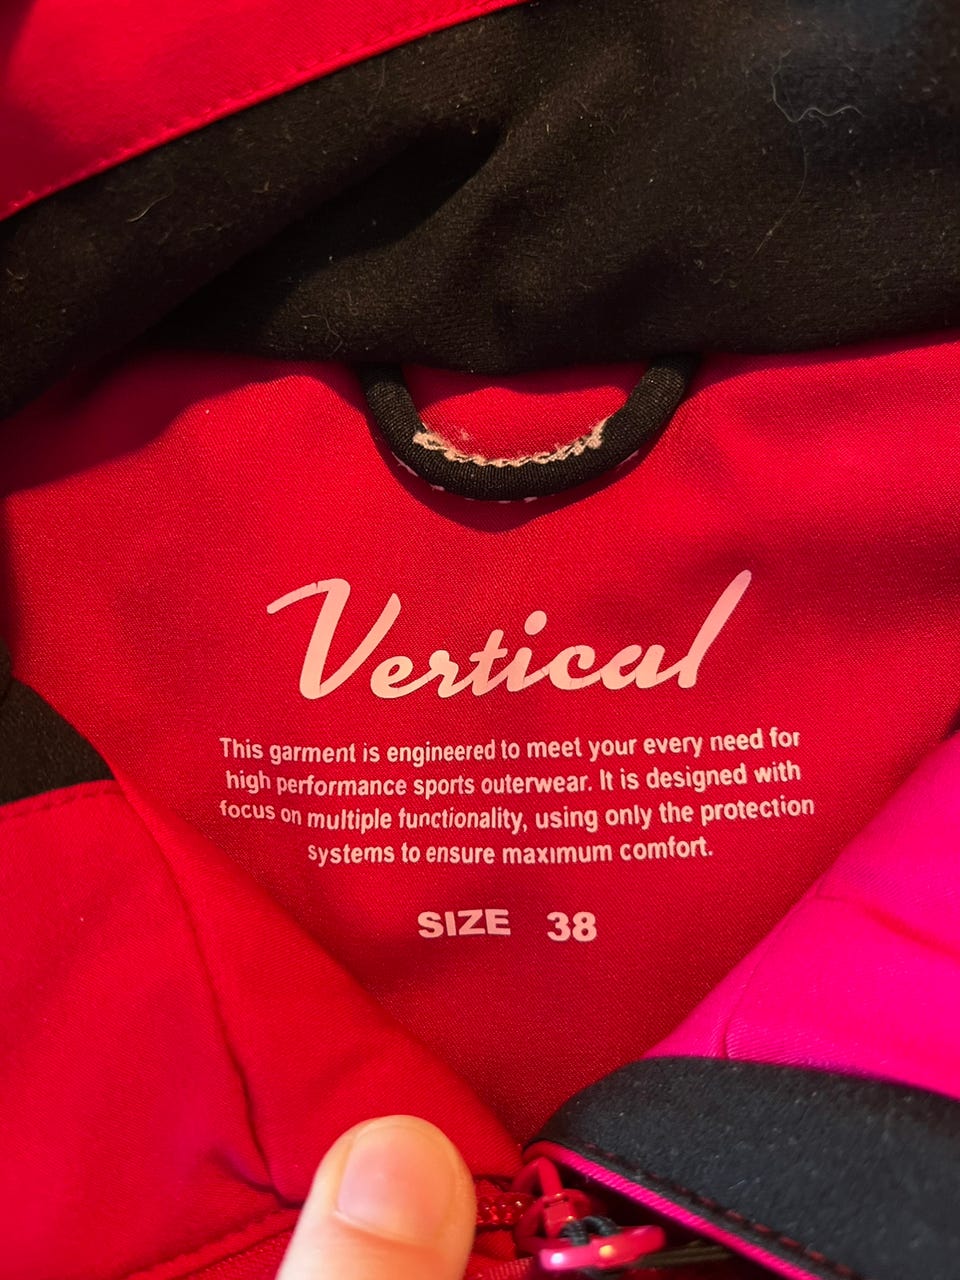 Vertical
This garment is engineered to meet your every need for
high performance sports outerwear. It is designed with
focus on multiple functionality, using only the protection
systems to ensure maximum comfort.
SIZE 38